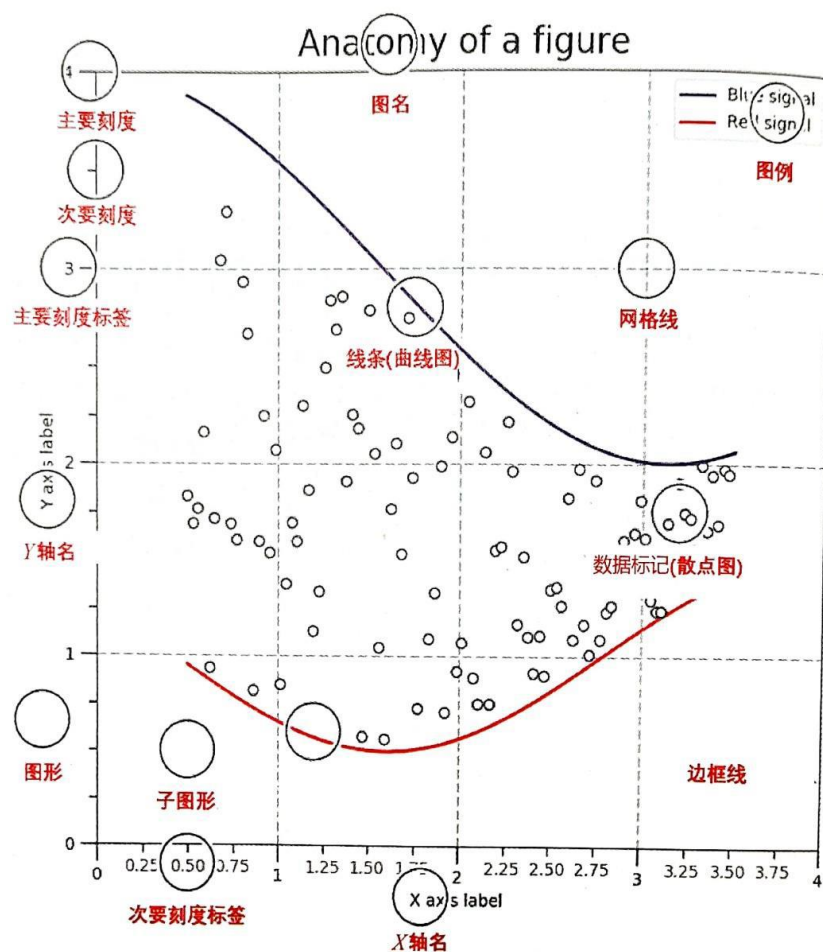 Anatomy of a figure
4
主要刻度
图名
Blue signal
Red signal
图例
次要刻度
3
主要刻度标签
网格线
线条(曲线图)
2
Y axis label
Y轴名
数据标记(散点图)
1
图形
子图形
边框线
0
0.25 0.50 0.75 1.25 1.50 1.75 2.25 2.50 2.75 3.25 3.50 3.75
0 1 2 3 4
次要刻度标签
X axis label
X轴名